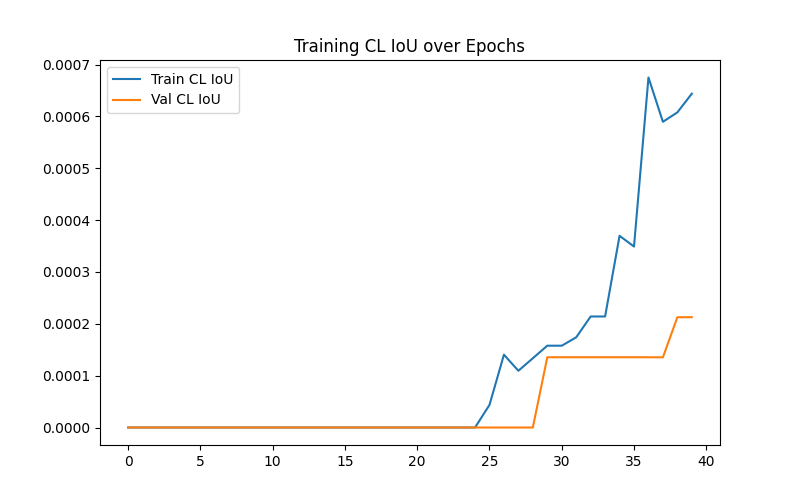 Training CL IoU over Epochs
Train CL IoU
Val CL IoU
0.0007
0.0006
0.0005
0.0004
0.0003
0.0002
0.0001
0.0000
0 5 10 15 20 25 30 35 40